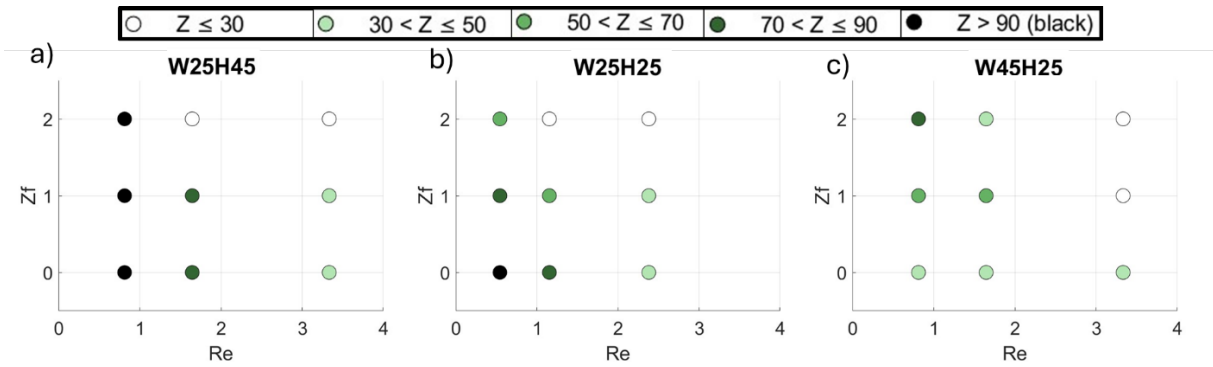 Z ≤ 30 30 < Z ≤ 50 50 < Z ≤ 70 70 < Z ≤ 90 Z > 90 (black)
a) W25H45
2
1
0
Zf
0 1 2 3 4
Re
b) W25H25
2
1
0
Zf
0 1 2 3 4
Re
c) W45H25
2
1
0
Zf
0 1 2 3 4
Re